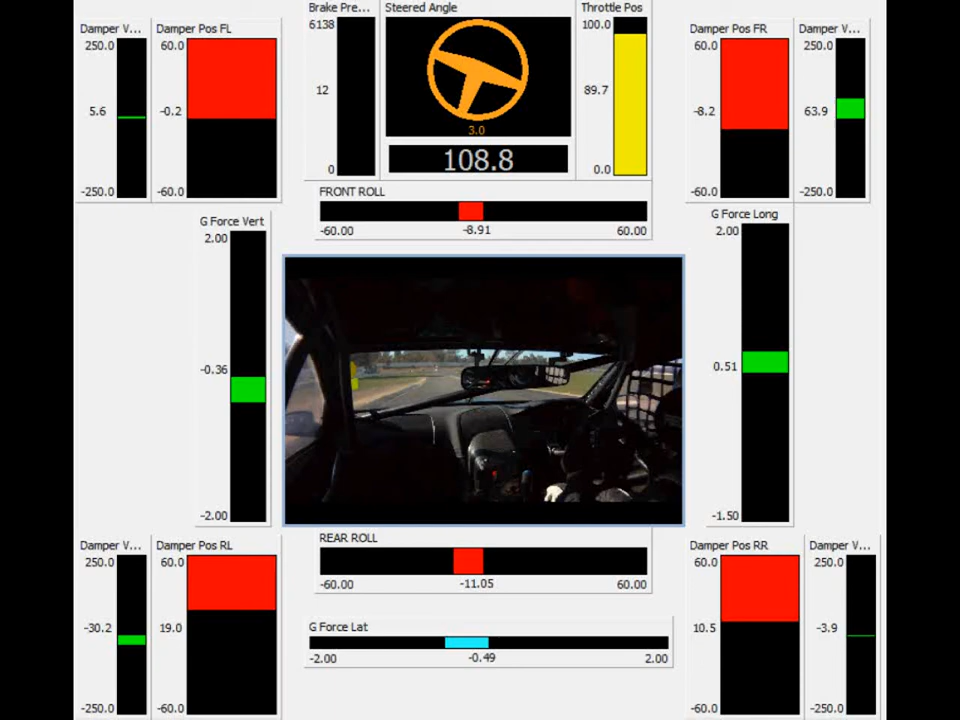 Brake Pre... Steered Angle Throttle Pos
6138 100.0
12 89.7
0 0.0
3.0
108.8
Damper V... Damper Pos FL
250.0 60.0
5.6 -0.2
-250.0 -60.0
Damper Pos FR Damper V...
60.0 250.0
-8.2 63.9
-60.0 -250.0
FRONT ROLL
-60.00 -8.91 60.00
G Force Vert
2.00
-0.36
-2.00
G Force Long
2.00
0.51
-1.50
Damper V... Damper Pos RL
250.0 60.0
-30.2 19.0
-250.0 -60.0
REAR ROLL
-60.00 -11.05 60.00
G Force Lat
-2.00 -0.49 2.00
Damper Pos RR Damper V...
60.0 250.0
10.5 -3.9
-60.0 -250.0